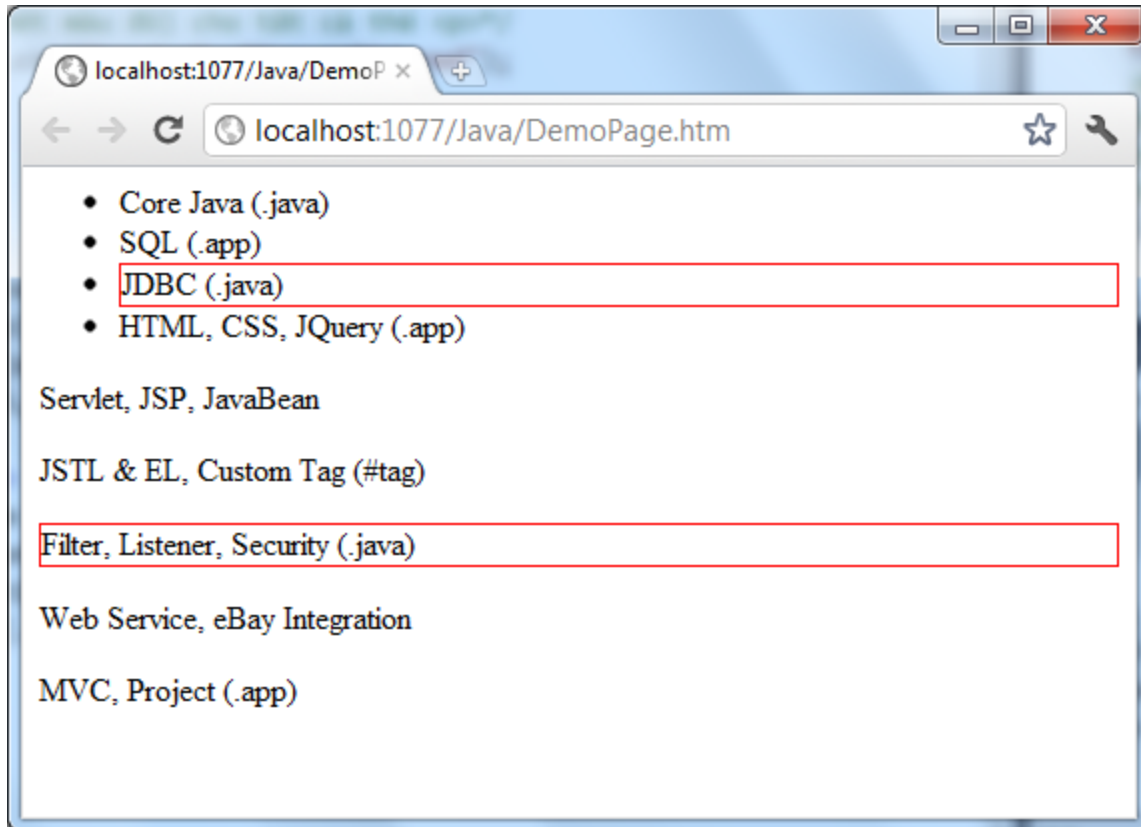 localhost:1077/Java/DemoP
localhost:1077/Java/DemoPage.htm
Core Java (.java)
SQL (.app)
JDBC (.java)
HTML, CSS, JQuery (.app)
Servlet, JSP, JavaBean
JSTL & EL, Custom Tag (#tag)
Filter, Listener, Security (.java)
Web Service, eBay Integration
MVC, Project (.app)